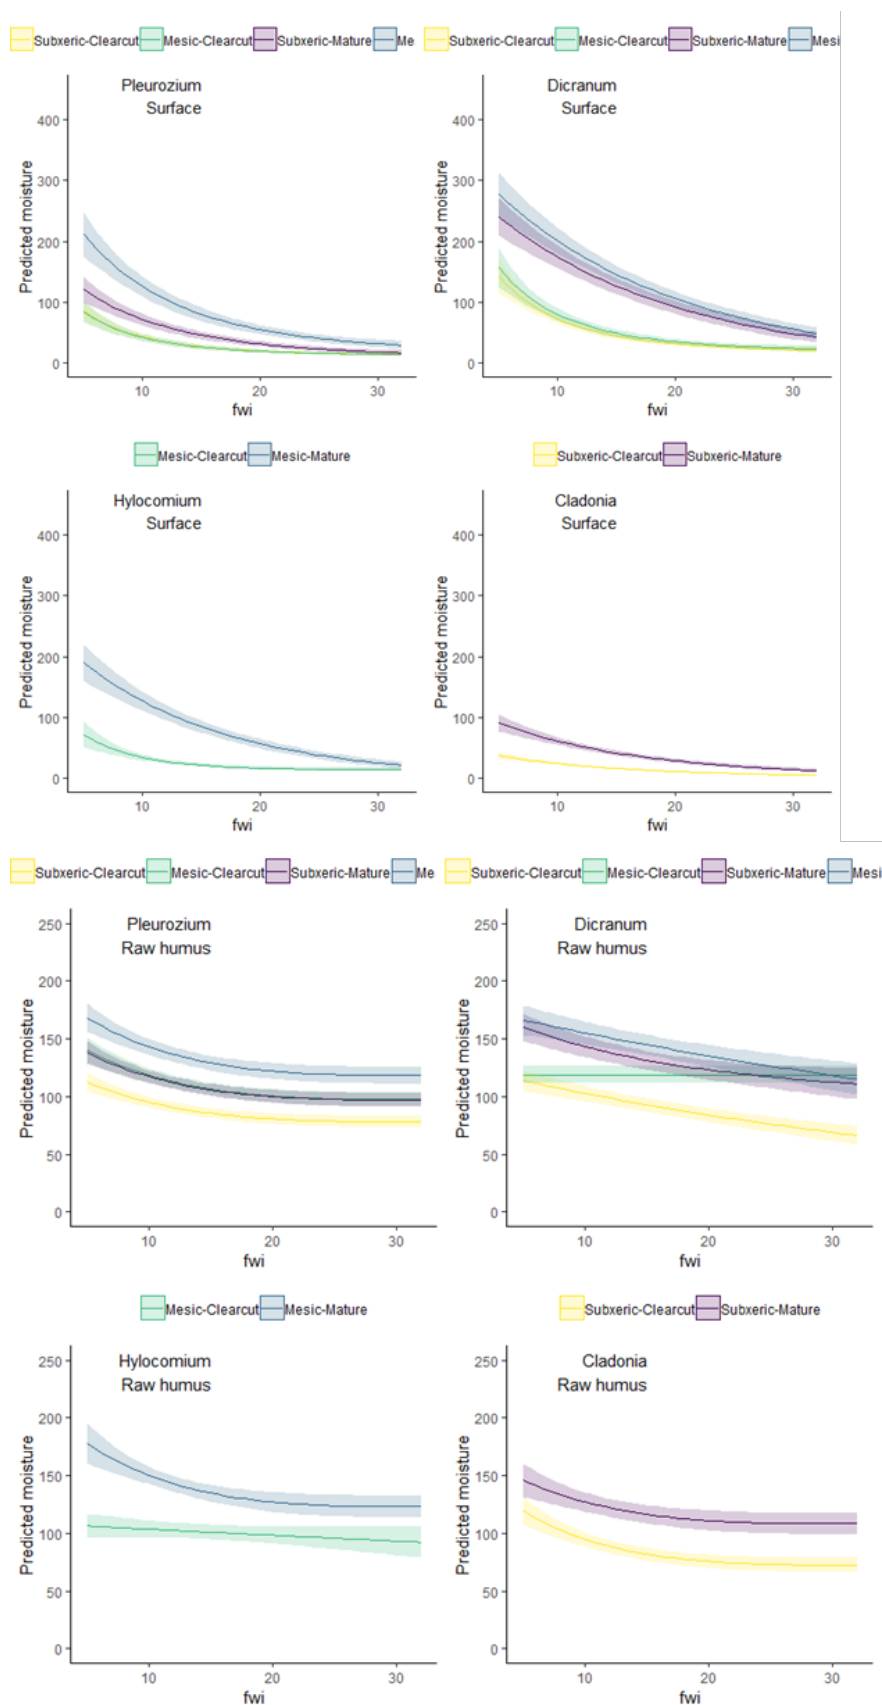 Subxeric-Clearcut Mesic-Clearcut Subxeric-Mature Me
Subxeric-Clearcut Mesic-Clearcut Subxeric-Mature Mesi
Pleurozium
Surface
Predicted moisture
400
300
200
100
0
10 20 30
fwi
Dicranum
Surface
Predicted moisture
400
300
200
100
0
10 20 30
fwi
Mesic-Clearcut Mesic-Mature
Hylocomium
Surface
Predicted moisture
400
300
200
100
0
10 20 30
fwi
Subxeric-Clearcut Subxeric-Mature
Cladonia
Surface
Predicted moisture
400
300
200
100
0
10 20 30
fwi
Subxeric-Clearcut Mesic-Clearcut Subxeric-Mature Me
Subxeric-Clearcut Mesic-Clearcut Subxeric-Mature Mesi
Pleurozium
Raw humus
Predicted moisture
250
200
150
100
50
0
10 20 30
fwi
Dicranum
Raw humus
Predicted moisture
250
200
150
100
50
0
10 20 30
fwi
Mesic-Clearcut Mesic-Mature
Hylocomium
Raw humus
Predicted moisture
250
200
150
100
50
0
10 20 30
fwi
Subxeric-Clearcut Subxeric-Mature
Cladonia
Raw humus
Predicted moisture
250
200
150
100
50
0
10 20 30
fwi